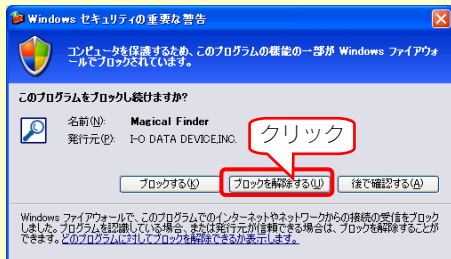 Windows セキュリティの重要な警告
コンピュータを保護するため、このプログラムの機能の一部が Windows ファイアウォ
ールでブロックされています。
このプログラムをブロックし続けますか?
名前(N): Magical Finder
発行元(P): I-O DATA DEVICE,INC.
クリック
ブロックする(K) ブロックを解除する(U) 後で確認する(A)
Windows ファイアウォールで、このプログラムでのインターネットやネットワークからの接続の受信をブロック
しました。プログラムを認識している場合、または発行元が信頼できる場合は、ブロックを解除することが
できます。どのプログラムに対してブロックを解除できるか表示します。